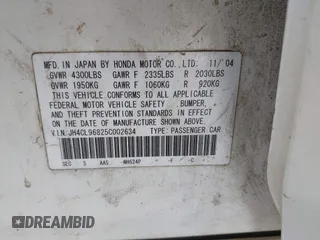 MFD. IN JAPAN BY HONDA MOTOR CO., LTD. 11/04
GVWR 4300LBS GAWR F 2335LBS R 2030LBS
GVWR 1950KG GAWR F 1060KG R 920KG
THIS VEHICLE CONFORMS TO ALL APPLICABLE
FEDERAL MOTOR VEHICLE SAFETY, BUMPER,
AND THEFT PREVENTION STANDARDS IN
EFFECT ON THE DATE OF MANUFACTURE SHOWN ABOVE.
V.I.N.:JH4CL96825C002634 TYPE: PASSENGER CAR
NH624P
AutoBidMaster